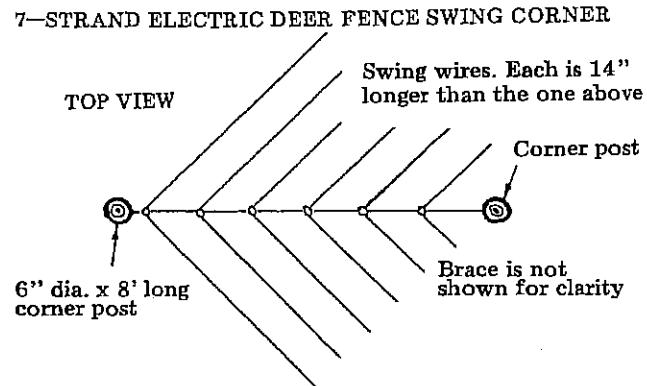 7—STRAND ELECTRIC DEER FENCE SWING CORNER
TOP VIEW
Swing wires. Each is 14”
longer than the one above
Corner post
6” dia. x 8' long
corner post
Brace is not
shown for clarity